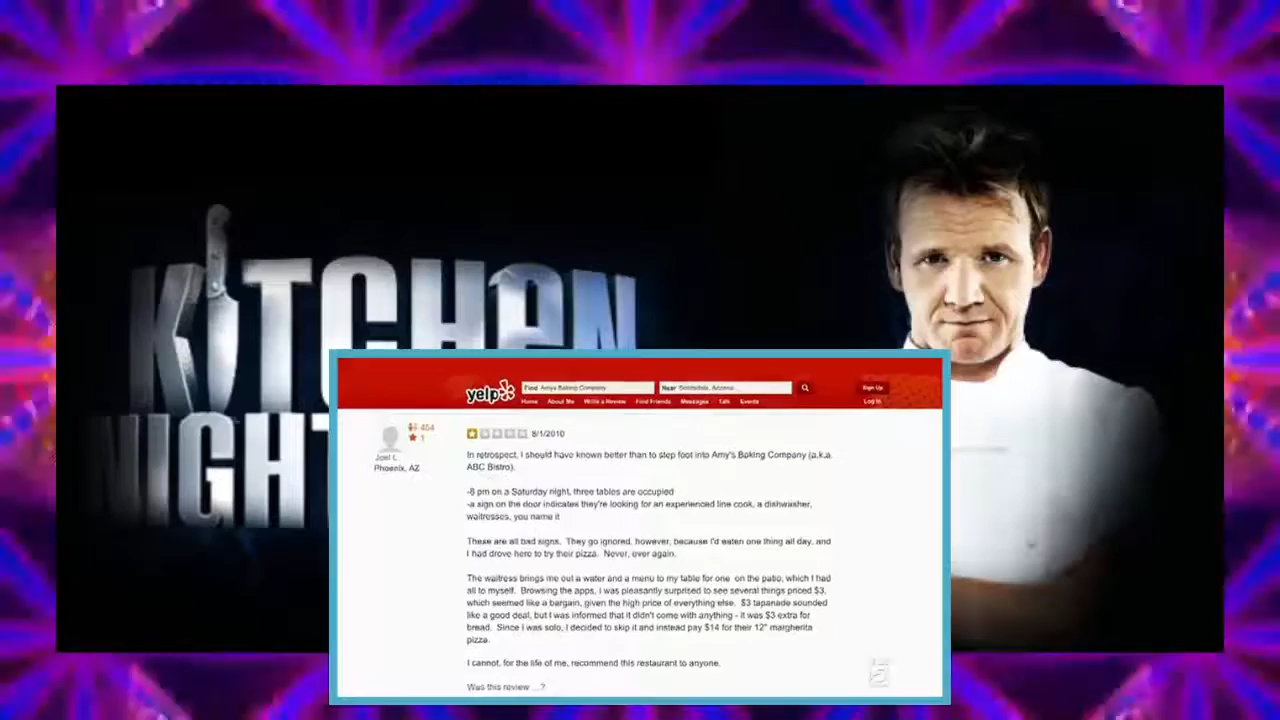 KITCHEN
NIGHT
yelp
Find Amys Baking Company
Near Scottsdale, Arizona...
Sign Up
Home About Me Write a Review Find Friends Messages Talk Events
Log In
404
1
Joel L.
Phoenix, AZ
8/1/2010
In retrospect, I should have known better than to step foot into Amy's Baking Company (a.k.a.
ABC Bistro).
-8 pm on a Saturday night, three tables are occupied
-a sign on the door indicates they're looking for an experienced line cook, a dishwasher,
waitresses, you name it
These are all bad signs. They go ignored, however, because I'd eaten one thing all day, and
I had drove here to try their pizza. Never, ever again.
The waitress brings me out a water and a menu to my table for one on the patio, which I had
all to myself. Browsing the apps, I was pleasantly surprised to see several things priced $3,
which seemed like a bargain, given the high price of everything else. $3 tapanade sounded
like a good deal, but I was informed that it didn't come with anything - it was $3 extra for
bread. Since I was solo, I decided to skip it and instead pay $14 for their 12" margherita
pizza.
I cannot, for the life of me, recommend this restaurant to anyone.
Was this review ...?